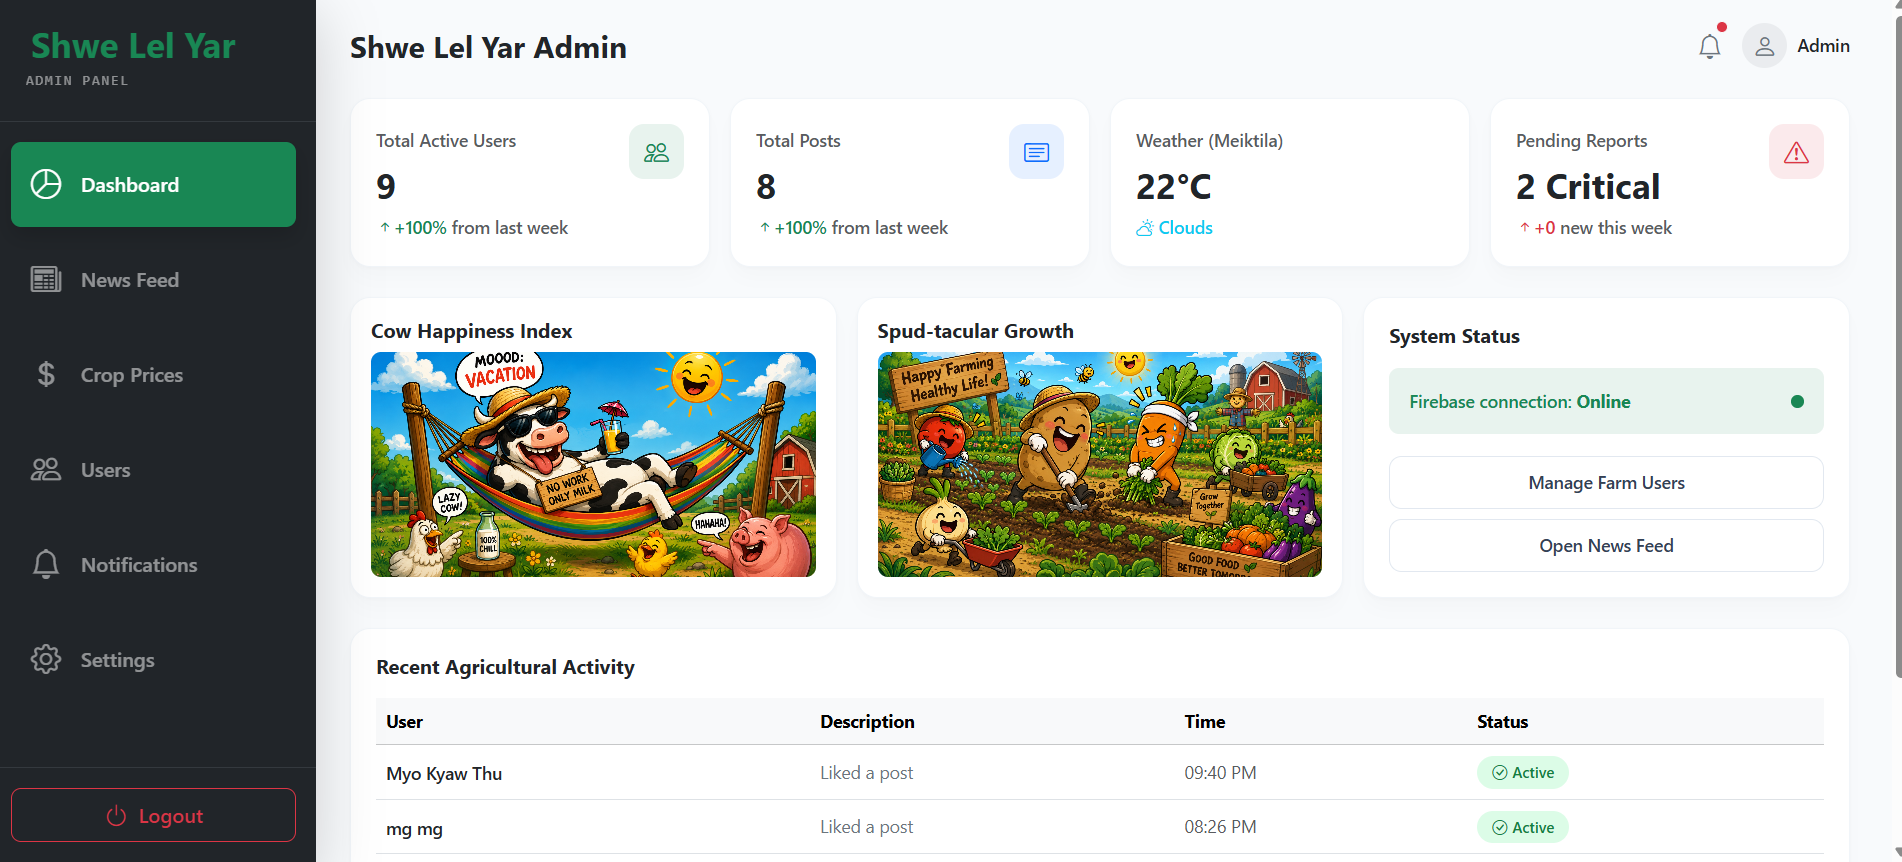 Shwe Lel Yar
ADMIN PANEL
Dashboard
News Feed
Crop Prices
Users
Notifications
Settings
Logout
Shwe Lel Yar Admin
Admin
Total Active Users
9
+100% from last week
Total Posts
8
+100% from last week
Weather (Meiktila)
22°C
Clouds
Pending Reports
2 Critical
+0 new this week
Cow Happiness Index
MOOOD:
VACATION
NO WORK
ONLY MILK
LAZY
COW!
100%
CHILL
HAHAHA!
Spud-tacular Growth
Happy Farming
Healthy Life!
Grow
Together
GOOD FOOD
BETTER
System Status
Firebase connection: Online
Manage Farm Users
Open News Feed
Recent Agricultural Activity
User Description Time Status
Myo Kyaw Thu Liked a post 09:40 PM Active
mg mg Liked a post 08:26 PM Active